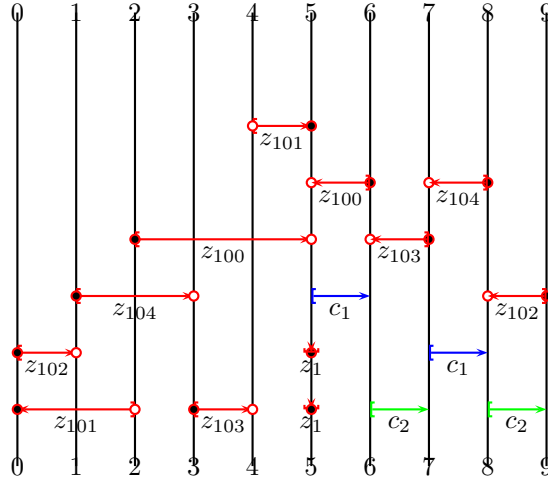 0 1 2 3 4 5 6 7 8 9
z₁₀₁
z₁₀₀ z₁₀₄
z₁₀₀ z₁₀₃
z₁₀₄ c₁ z₁₀₂
z₁₀₂ z₁ c₁
z₁₀₁ z₁₀₃ z₁ c₂ c₂
0 1 2 3 4 5 6 7 8 9